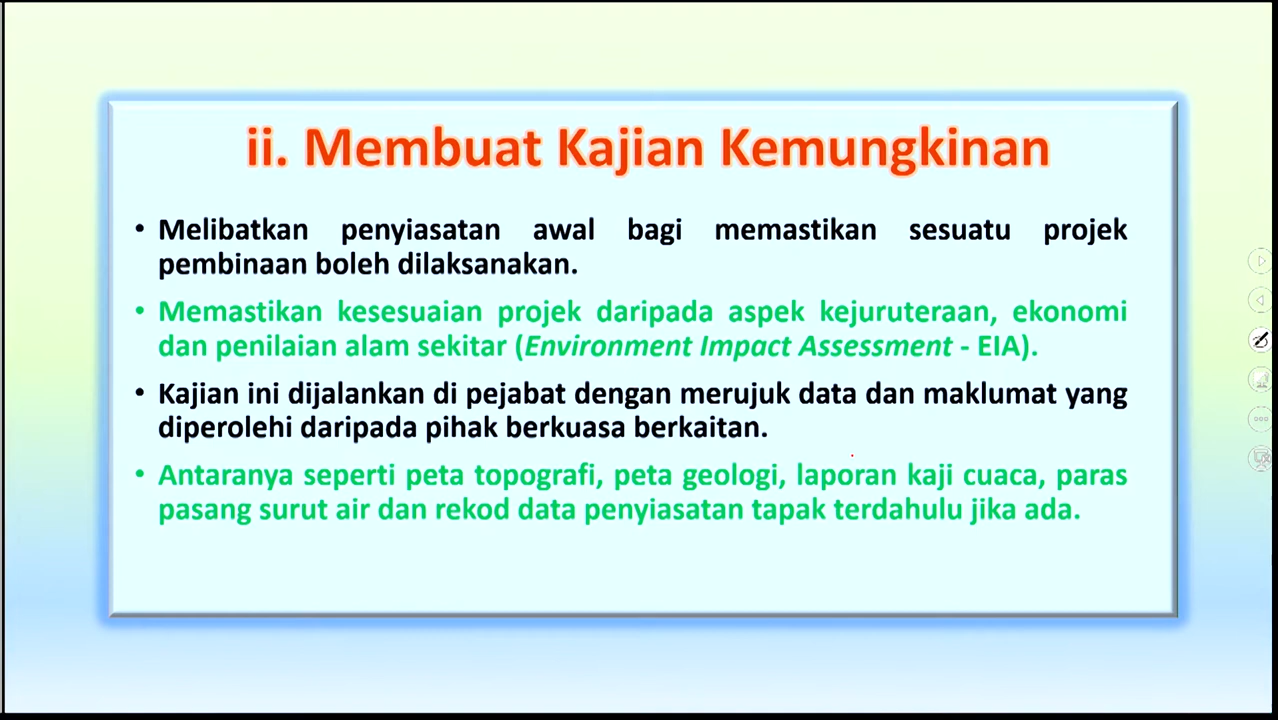 ii. Membuat Kajian Kemungkinan
• Melibatkan penyiasatan awal bagi memastikan sesuatu projek
pembinaan boleh dilaksanakan.
• Memastikan kesesuaian projek daripada aspek kejuruteraan, ekonomi
dan penilaian alam sekitar (Environment Impact Assessment - EIA).
• Kajian ini dijalankan di pejabat dengan merujuk data dan maklumat yang
diperolehi daripada pihak berkuasa berkaitan.
• Antaranya seperti peta topografi, peta geologi, laporan kaji cuaca, paras
pasang surut air dan rekod data penyiasatan tapak terdahulu jika ada.